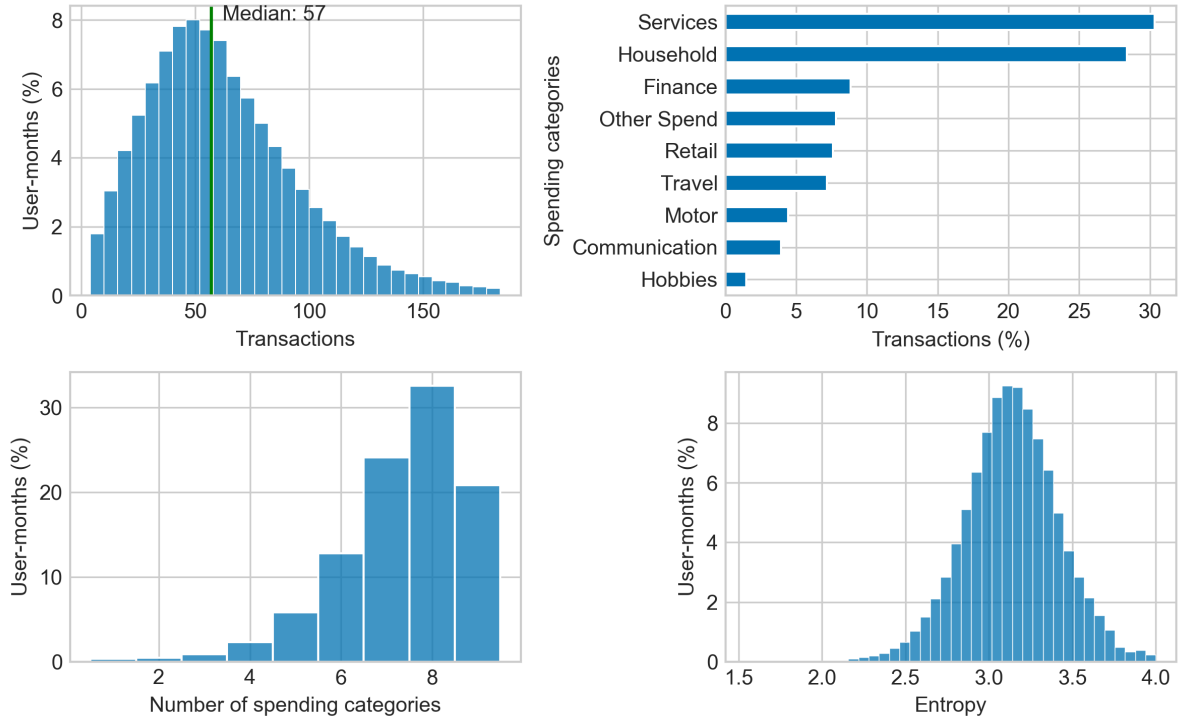 Median: 57
User-months (%)
8
6
4
2
0
0 50 100 150
Transactions
Spending categories
Services
Household
Finance
Other Spend
Retail
Travel
Motor
Communication
Hobbies
0 5 10 15 20 25 30
Transactions (%)
User-months (%)
30
20
10
0
2 4 6 8
Number of spending categories
User-months (%)
8
6
4
2
0
1.5 2.0 2.5 3.0 3.5 4.0
Entropy